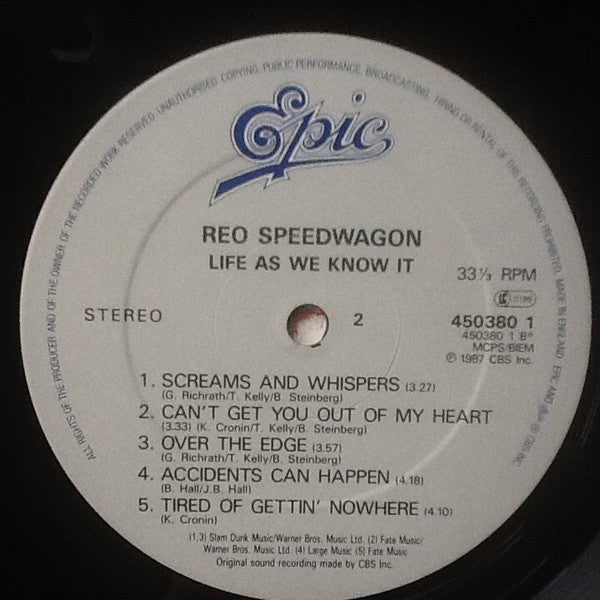 ALL RIGHTS OF THE PRODUCER AND OF THE OWNER OF THE RECORDED WORK RESERVED. UNAUTHORISED COPYING, PUBLIC PERFORMANCE, BROADCASTING, HIRING OR RENTAL OF THIS RECORDING PROHIBITED. MADE IN ENGLAND. EPIC AND ® CBS INC.
Epic
REO SPEEDWAGON
LIFE AS WE KNOW IT
33⅓ RPM
STEREO
2
450380 1
450380 1 B*
MCPS/BIEM
℗ 1987 CBS Inc.
1. SCREAMS AND WHISPERS (3.27)
(G. Richrath/T. Kelly/B. Steinberg)
2. CAN'T GET YOU OUT OF MY HEART
(3.33) (K. Cronin/T. Kelly/B. Steinberg)
3. OVER THE EDGE (3.57)
(G. Richrath/T. Kelly/B. Steinberg)
4. ACCIDENTS CAN HAPPEN (4.18)
(B. Hall/J.B. Hall)
5. TIRED OF GETTIN' NOWHERE (4.10)
(K. Cronin)
(1,3) Slam Dunk Music/Warner Bros. Music Ltd. (2) Fate Music/
Warner Bros. Music Ltd. (4) Large Music (5) Fate Music
Original sound recording made by CBS Inc.